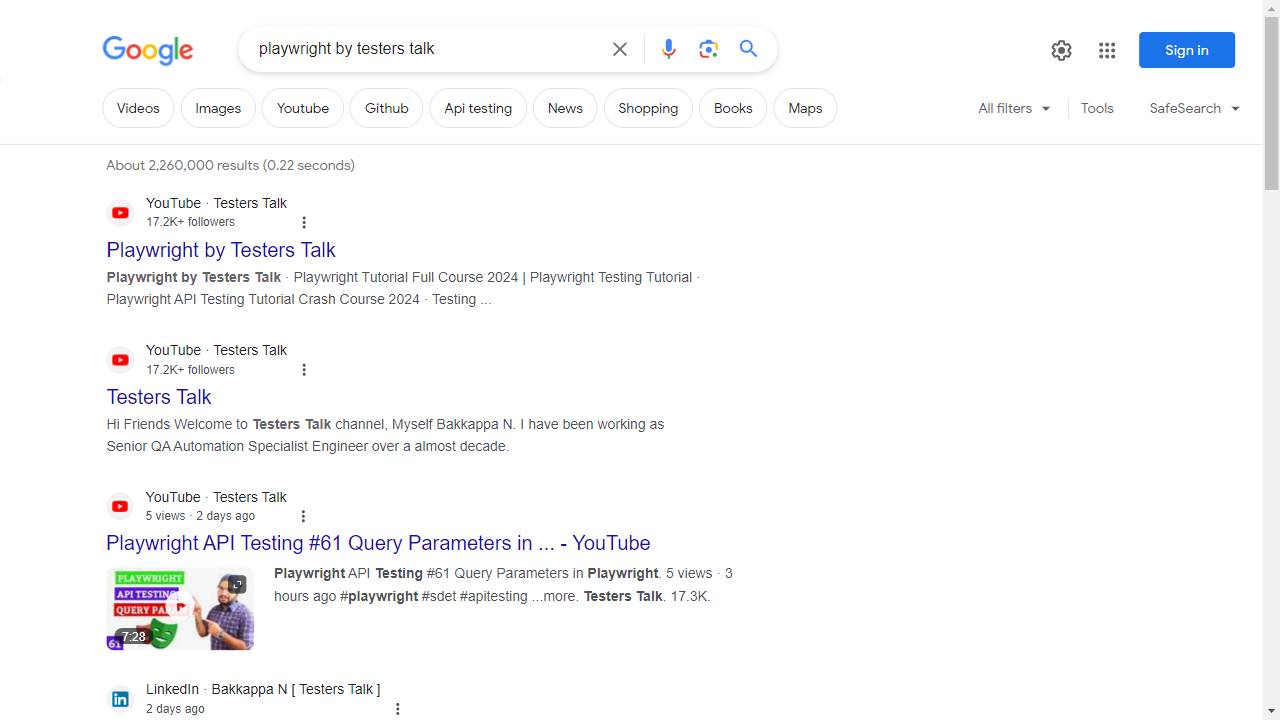 Google
playwright by testers talk
Sign in
Videos
Images
Youtube
Github
Api testing
News
Shopping
Books
Maps
All filters
Tools
SafeSearch
About 2,260,000 results (0.22 seconds)
YouTube · Testers Talk
17.2K+ followers
Playwright by Testers Talk
Playwright by Testers Talk · Playwright Tutorial Full Course 2024 | Playwright Testing Tutorial ·
Playwright API Testing Tutorial Crash Course 2024 · Testing ...
YouTube · Testers Talk
17.2K+ followers
Testers Talk
Hi Friends Welcome to Testers Talk channel, Myself Bakkappa N. I have been working as
Senior QA Automation Specialist Engineer over a almost decade.
YouTube · Testers Talk
5 views · 2 days ago
Playwright API Testing #61 Query Parameters in ... - YouTube
PLAYWRIGHT
API TESTING
QUERY
61
7:28
Playwright API Testing #61 Query Parameters in Playwright. 5 views · 3
hours ago #playwright #sdet #apitesting ...more. Testers Talk. 17.3K.
LinkedIn · Bakkappa N [ Testers Talk ]
2 days ago